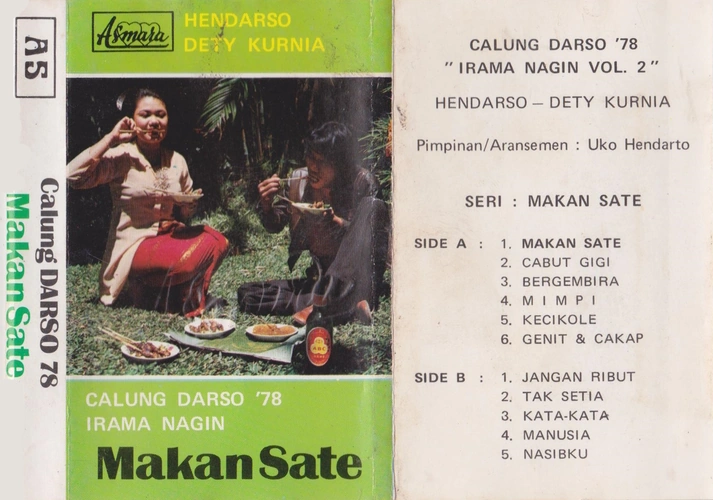 A5
Calung DARSO 78
Makan Sate
Asmara
HENDARSO
DETY KURNIA
ABC
CALUNG DARSO '78
IRAMA NAGIN
Makan Sate
CALUNG DARSO '78
" IRAMA NAGIN VOL. 2 "
HENDARSO – DETY KURNIA
Pimpinan/Aransemen : Uko Hendarto
SERI : MAKAN SATE
SIDE A : 1. MAKAN SATE
2. CABUT GIGI
3. BERGEMBIRA
4. M I M P I
5. KECIKOLE
6. GENIT & CAKAP
SIDE B : 1. JANGAN RIBUT
2. TAK SETIA
3. KATA-KATA
4. MANUSIA
5. NASIBKU